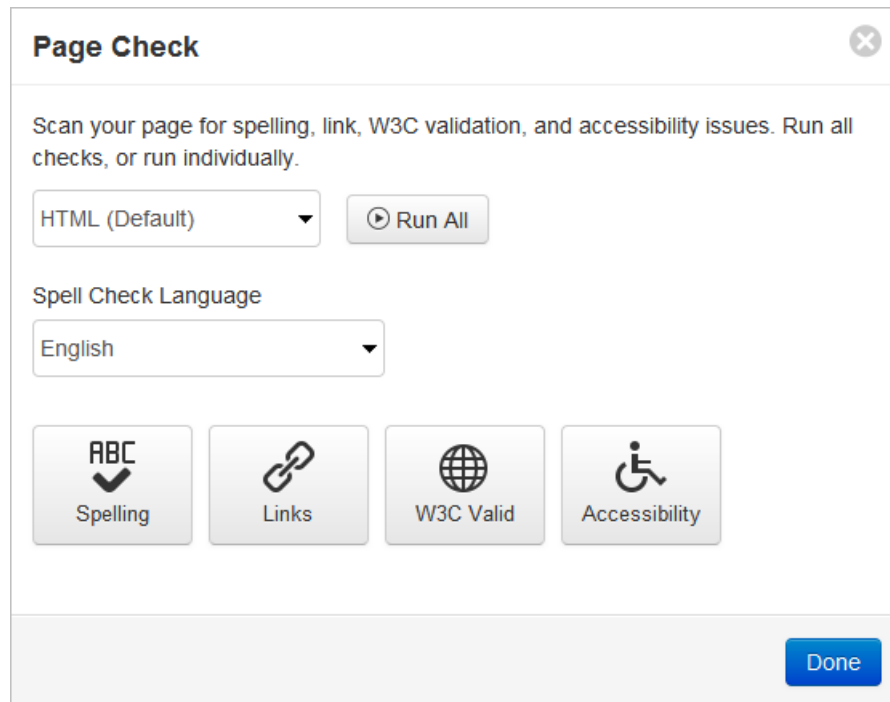 Page Check
Scan your page for spelling, link, W3C validation, and accessibility issues. Run all
checks, or run individually.
HTML (Default)
Run All
Spell Check Language
English
ABC
Spelling
Links
W3C Valid
Accessibility
Done